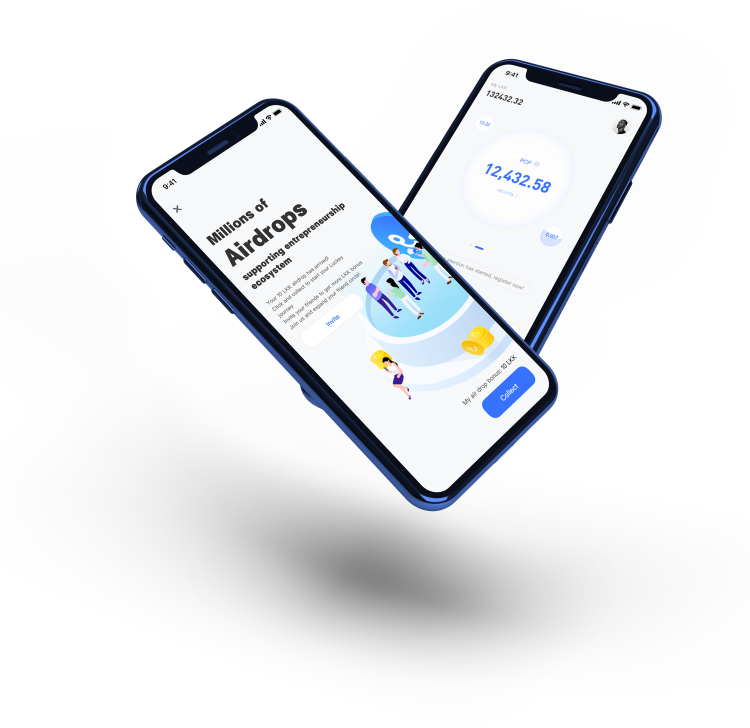 9:41
Millions of
Airdrops
supporting entrepreneurship
ecosystem
Your 10 LKK airdrop has arrived!
Click and collect to start your Luckey
journey
Invite your friends to get more LKK bonus
Join us and expand your friend circle!
Invite
My air drop bonus: 10 LKK
Collect
9:41
My LKK
132432.32
PCP
12,432.58
election has started, register now!